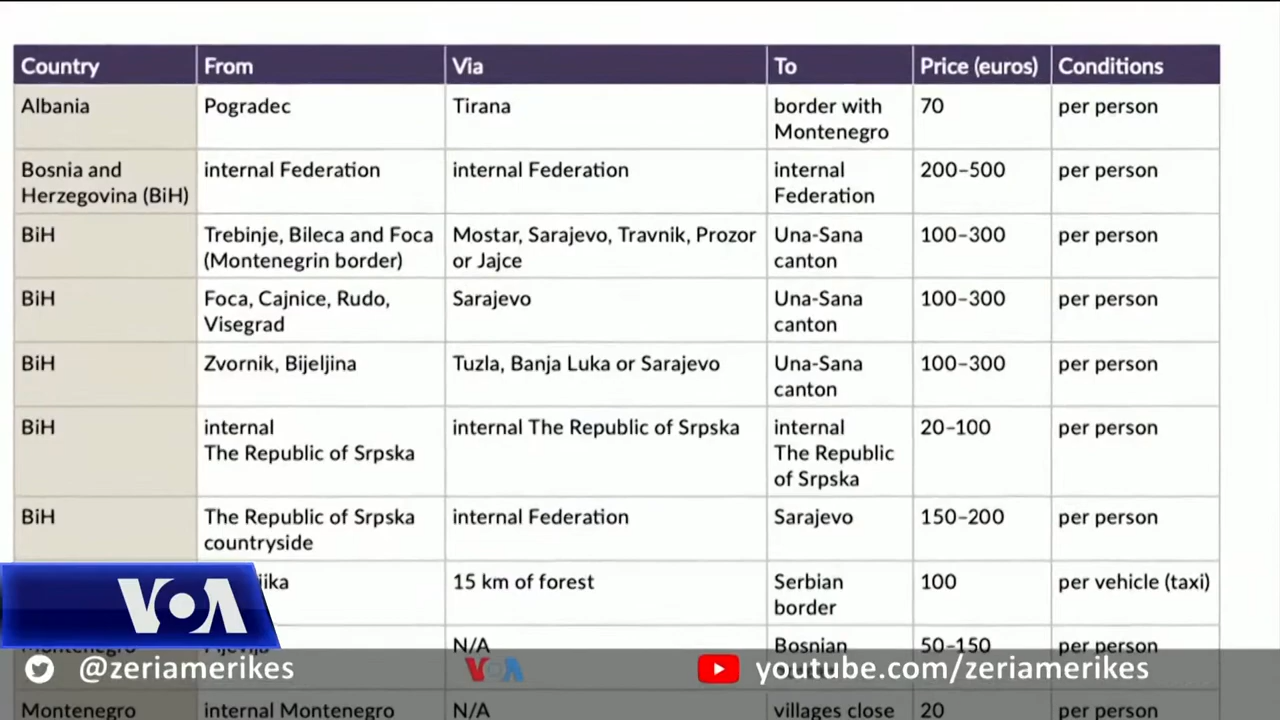 Country From Via To Price (euros) Conditions
Albania Pogradec Tirana border with 70 per person
Montenegro
Bosnia and internal Federation internal Federation internal 200–500 per person
Herzegovina (BiH) Federation
BiH Trebinje, Bileca and Foca Mostar, Sarajevo, Travnik, Prozor Una-Sana 100–300 per person
(Montenegrin border) or Jajce canton
BiH Foca, Cajnice, Rudo, Sarajevo Una-Sana 100–300 per person
Visegrad canton
BiH Zvornik, Bijeljina Tuzla, Banja Luka or Sarajevo Una-Sana 100–300 per person
canton
BiH internal internal The Republic of Srpska internal 20–100 per person
The Republic of Srpska The Republic
of Srpska
BiH The Republic of Srpska internal Federation Sarajevo 150–200 per person
countryside
15 km of forest Serbian 100 per vehicle (taxi)
border
VOA
Montenegro N/A Bosnian 50–150 per person
@zeriamerikes VOA youtube.com/zeriamerikes
Montenegro internal Montenegro N/A villages close 20 per person